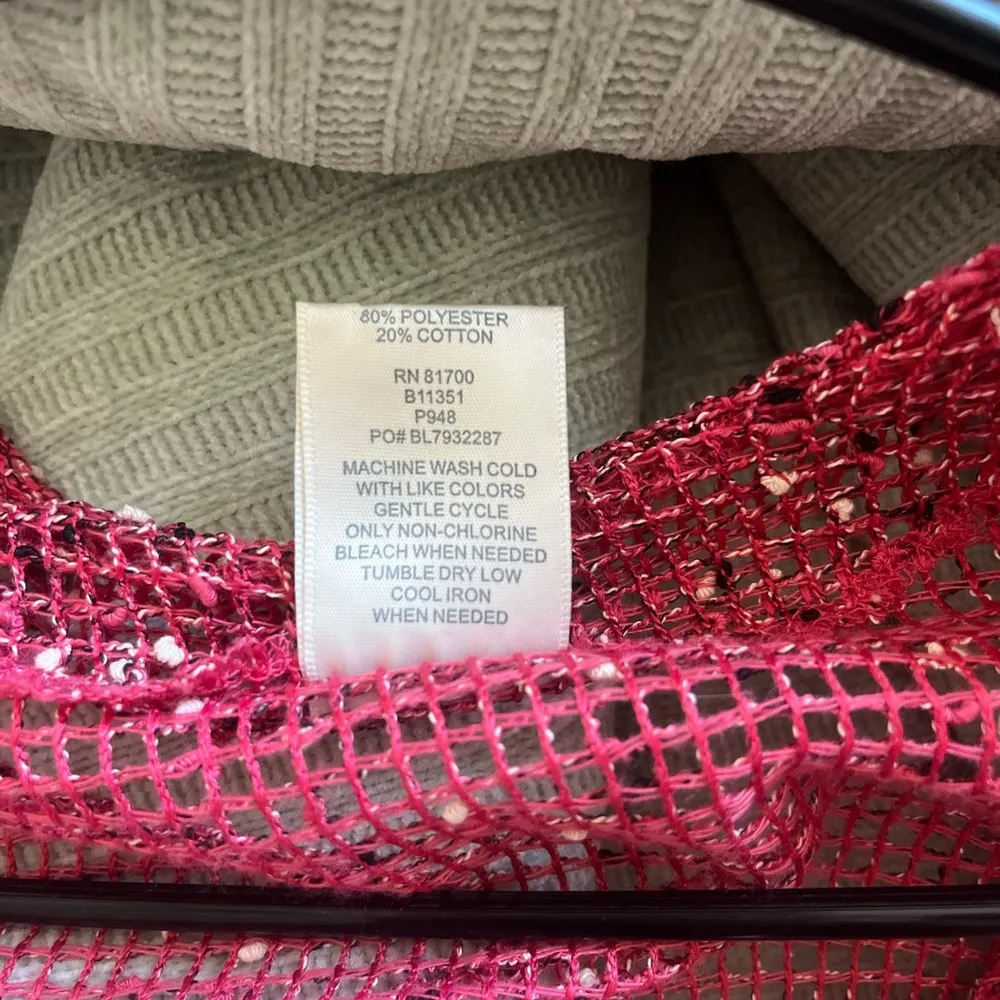 80% POLYESTER
20% COTTON
RN 81700
B11351
P948
PO# BL7932287
MACHINE WASH COLD
WITH LIKE COLORS
GENTLE CYCLE
ONLY NON-CHLORINE
BLEACH WHEN NEEDED
TUMBLE DRY LOW
COOL IRON
WHEN NEEDED